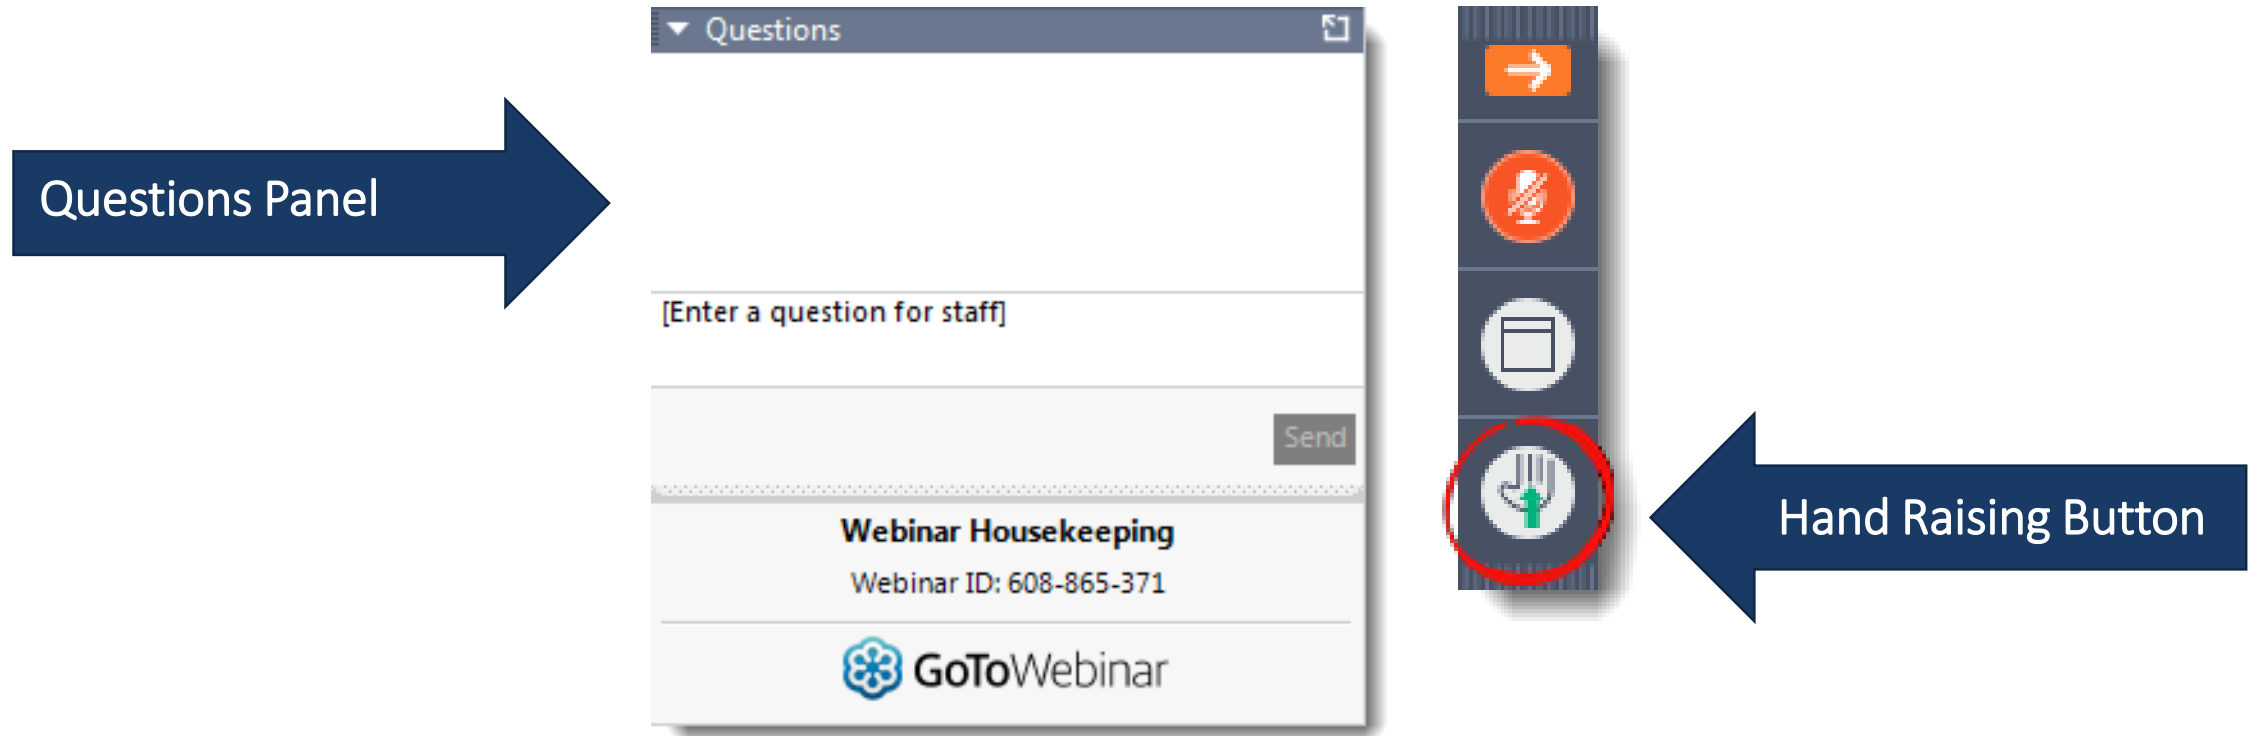 Questions
Questions Panel
[Enter a question for staff]
Send
Webinar Housekeeping
Webinar ID: 608-865-371
GoToWebinar
Hand Raising Button